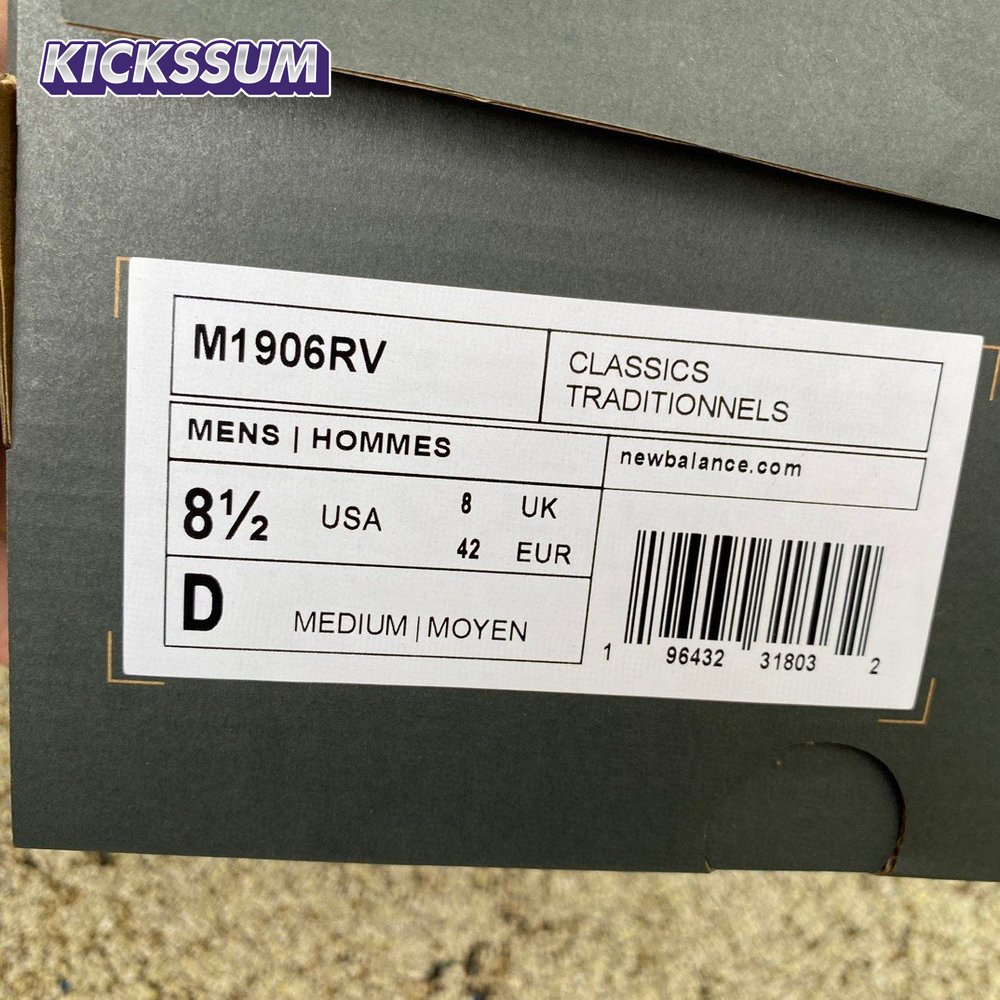 KICKSSUM
M1906RV
CLASSICS
TRADITIONNELS
MENS | HOMMES
newbalance.com
8½ USA 8 UK
42 EUR
D MEDIUM | MOYEN
1 96432 31803 2